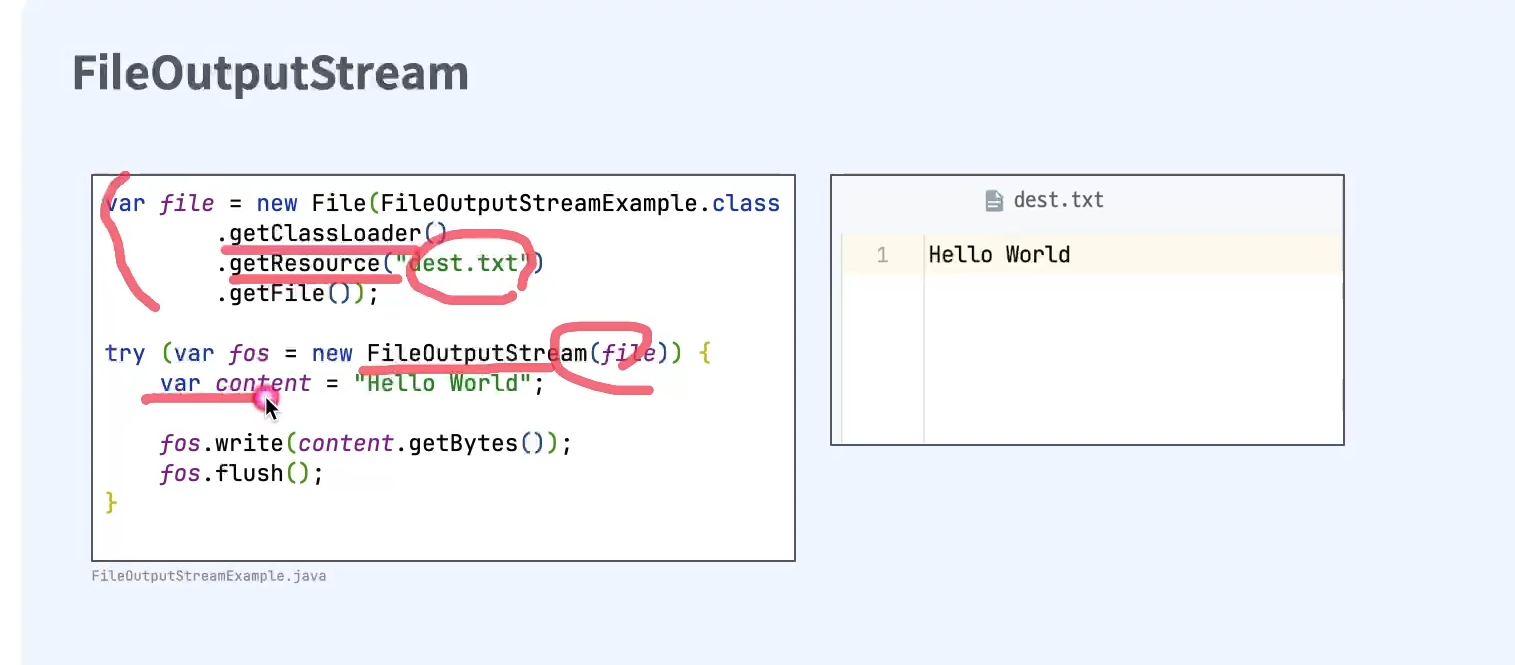 FileOutputStream
var file = new File(FileOutputStreamExample.class
.getClassLoader()
.getResource("dest.txt")
.getFile());
try (var fos = new FileOutputStream(file)) {
var content = "Hello World";
fos.write(content.getBytes());
fos.flush();
}
FileOutputStreamExample.java
dest.txt
1 Hello World